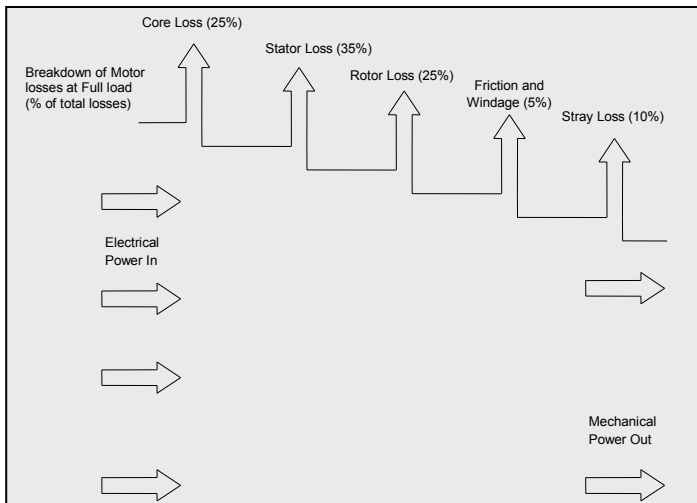 Core Loss (25%)
Stator Loss (35%)
Rotor Loss (25%)
Friction and
Windage (5%)
Stray Loss (10%)
Breakdown of Motor
losses at Full load
(% of total losses)
Electrical
Power In
Mechanical
Power Out